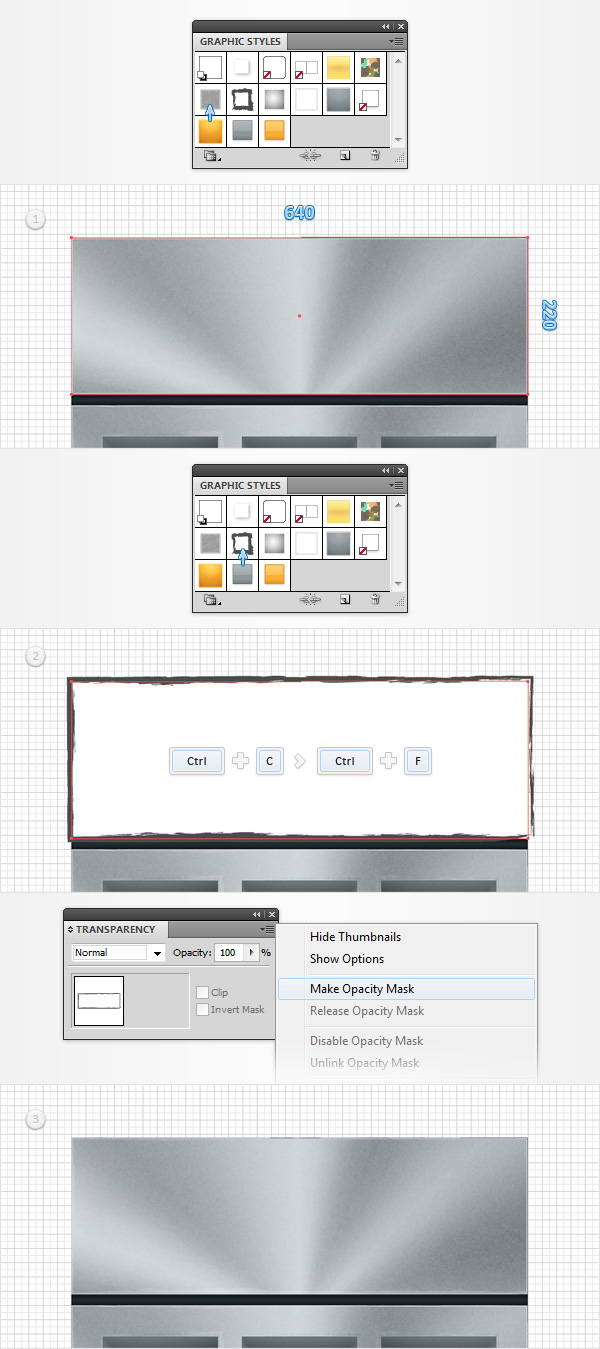 GRAPHIC STYLES
1
640
220
GRAPHIC STYLES
2
Ctrl C Ctrl F
TRANSPARENCY
Normal Opacity: 100 %
Clip
Invert Mask
Hide Thumbnails
Show Options
Make Opacity Mask
Release Opacity Mask
Disable Opacity Mask
Unlink Opacity Mask
3